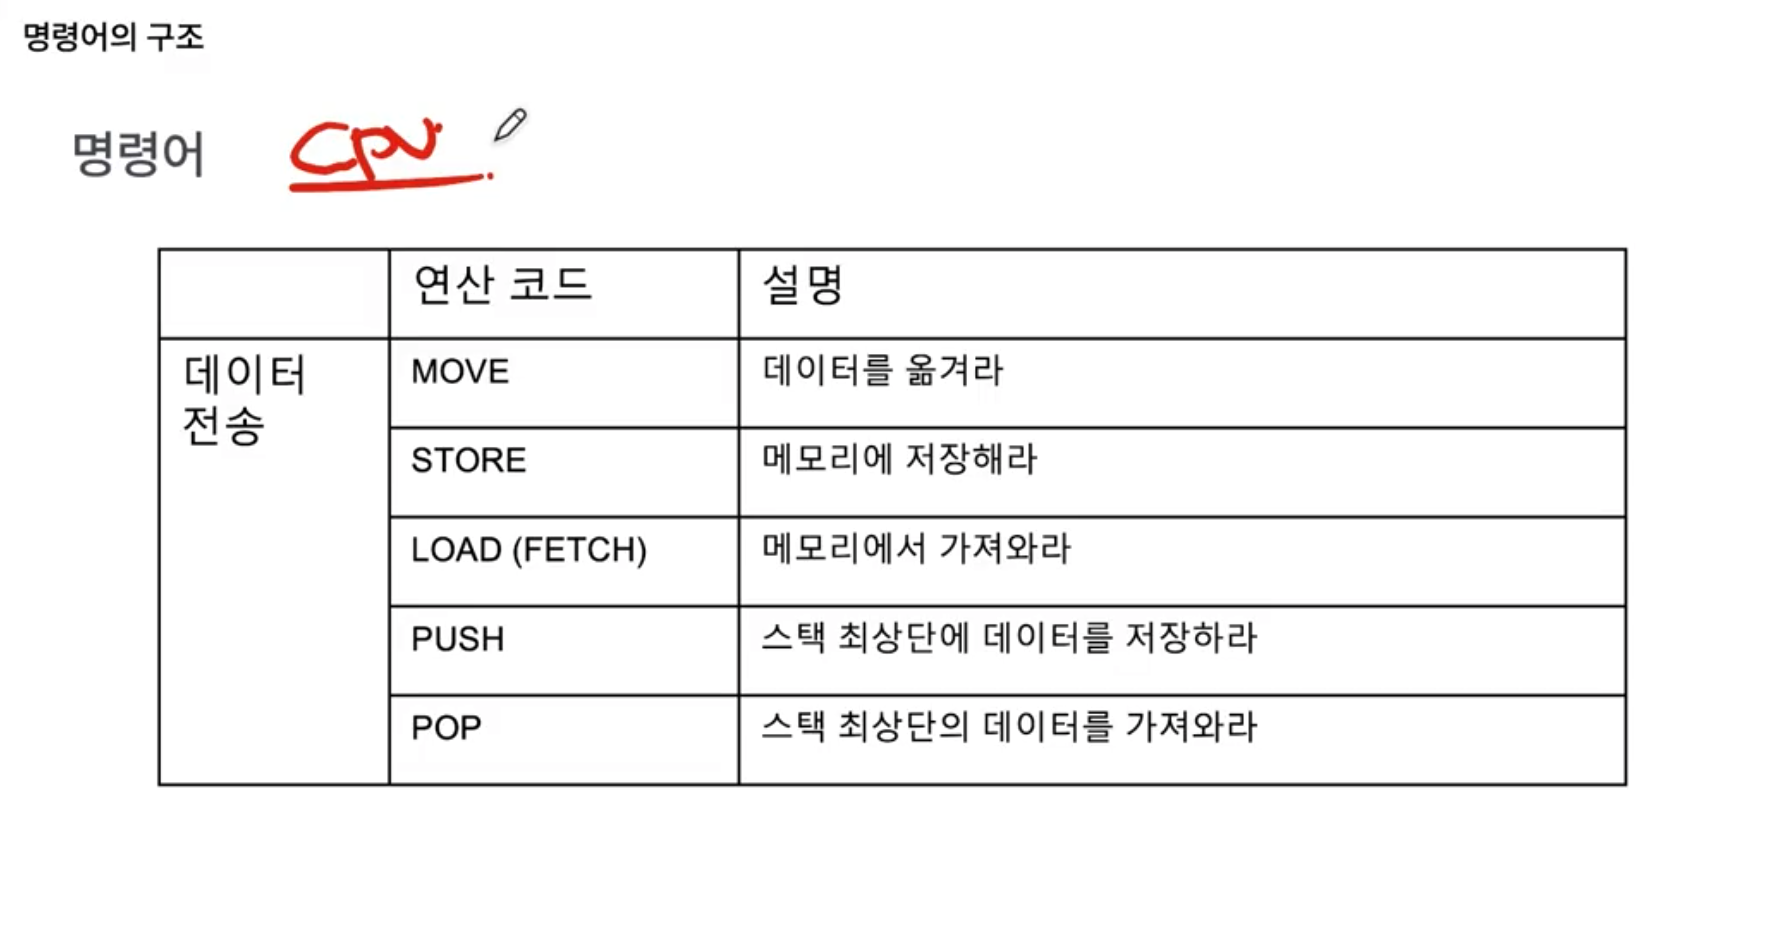 명령어의 구조
명령어 CPU
연산 코드 설명
데이터
전송
MOVE 데이터를 옮겨라
STORE 메모리에 저장해라
LOAD (FETCH) 메모리에서 가져와라
PUSH 스택 최상단에 데이터를 저장하라
POP 스택 최상단의 데이터를 가져와라